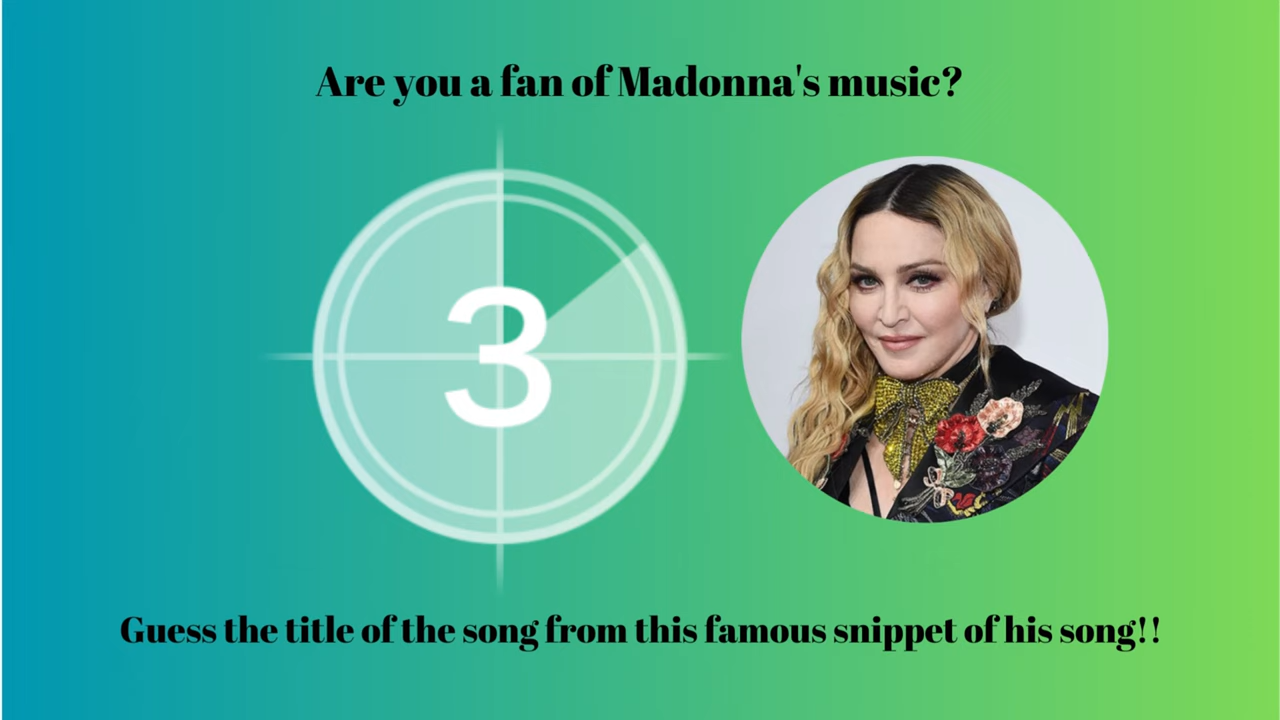 Are you a fan of Madonna's music?
3
Guess the title of the song from this famous snippet of his song!!